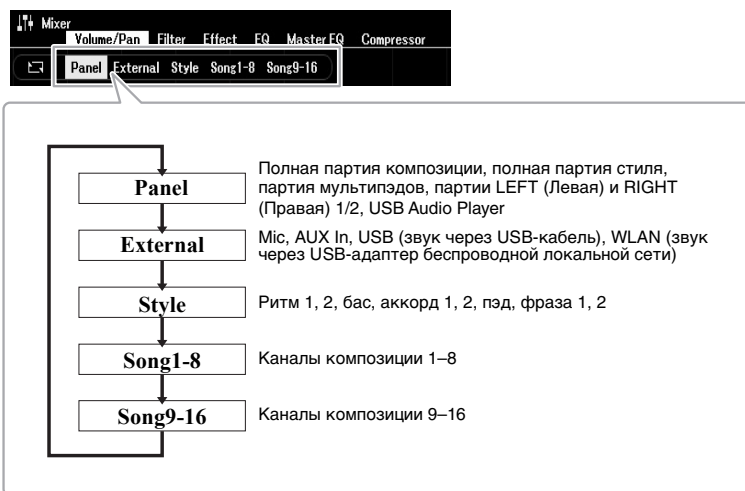 Mixer
Volume/Pan Filter Effect EQ Master EQ Compressor
Panel External Style Song1-8 Song9-16
Panel
Полная партия композиции, полная партия стиля,
партия мультипэдов, партии LEFT (Левая) и RIGHT
(Правая) 1/2, USB Audio Player
External
Mic, AUX In, USB (звук через USB-кабель), WLAN (звук
через USB-адаптер беспроводной локальной сети)
Style
Ритм 1, 2, бас, аккорд 1, 2, пэд, фраза 1, 2
Song1-8
Каналы композиции 1–8
Song9-16
Каналы композиции 9–16